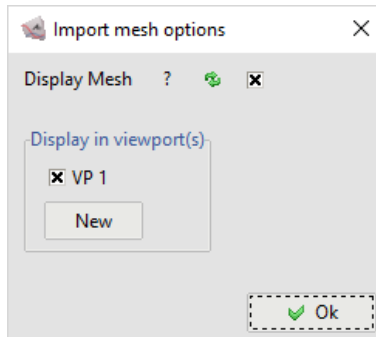 Import mesh options
Display Mesh ?
Display in viewport(s)
VP 1
New
Ok